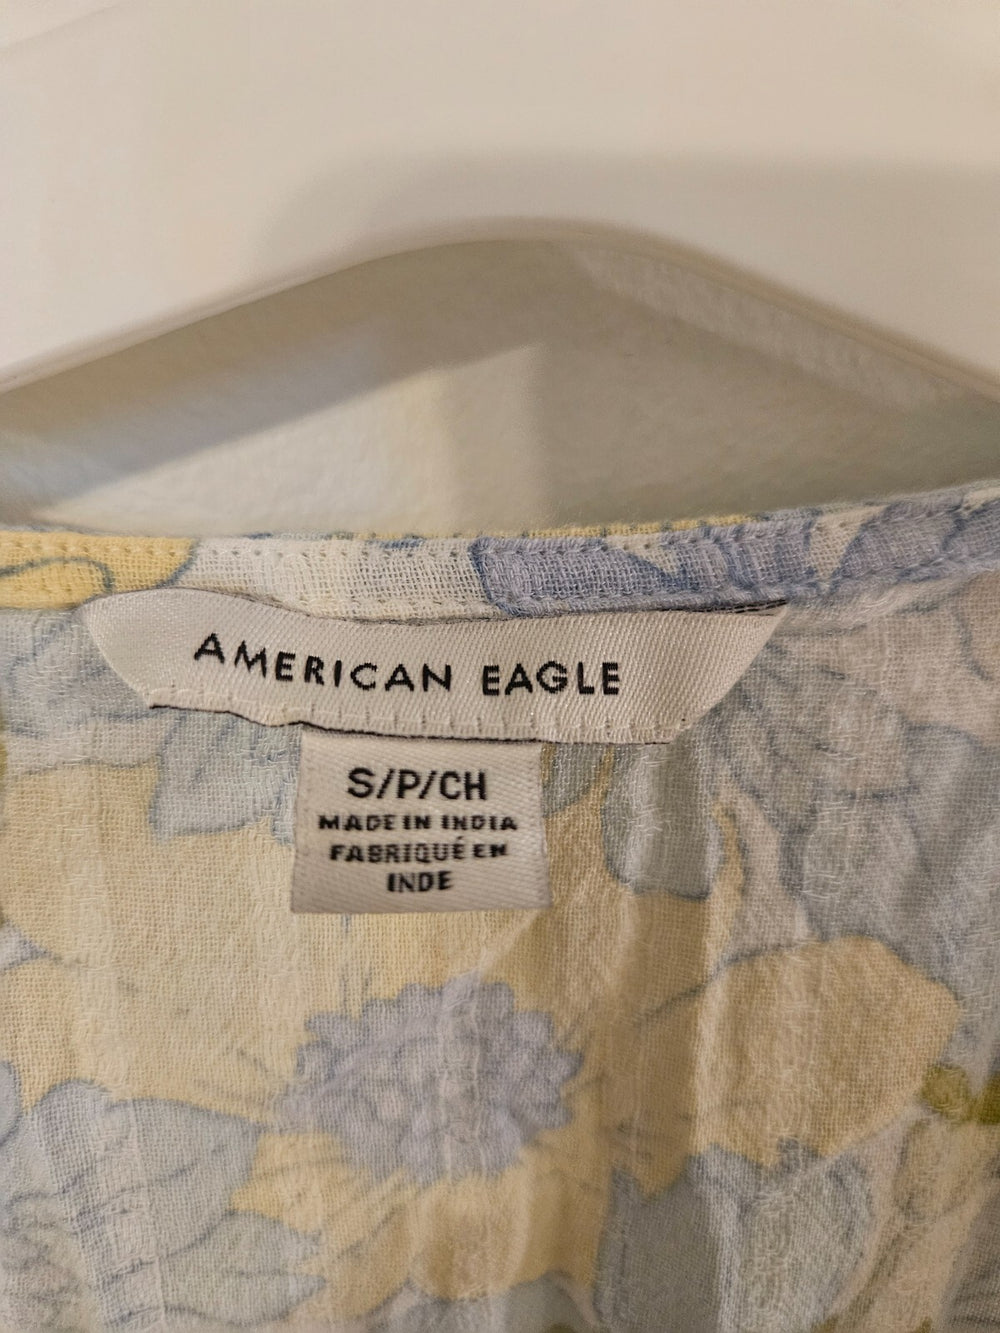 AMERICAN EAGLE
S/P/CH
MADE IN INDIA
FABRIQUÉ EN
INDE